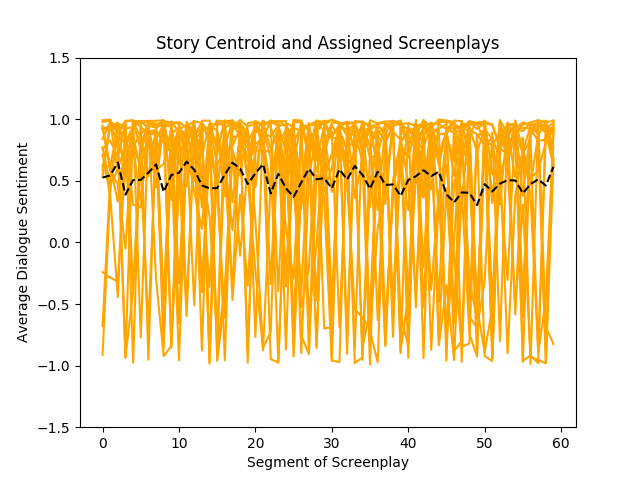 Story Centroid and Assigned Screenplays
1.5
1.0
0.5
0.0
−0.5
−1.0
−1.5
Average Dialogue Sentiment
0 10 20 30 40 50 60
Segment of Screenplay